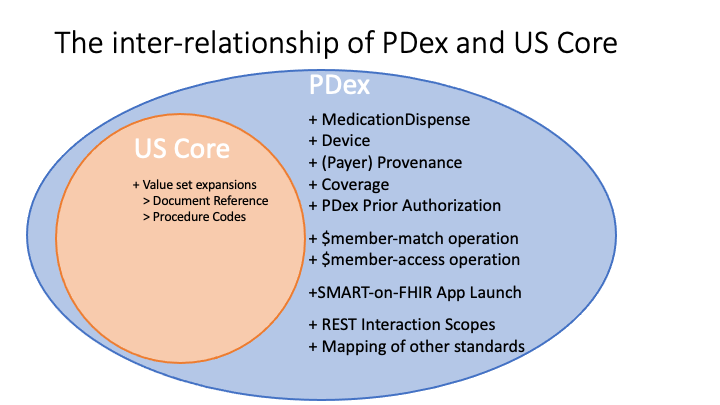 The inter-relationship of PDex and US Core
PDex
+ MedicationDispense
+ Device
+ (Payer) Provenance
+ Coverage
+ PDex Prior Authorization
+ $member-match operation
+ $member-access operation
+SMART-on-FHIR App Launch
+ REST Interaction Scopes
+ Mapping of other standards
US Core
+ Value set expansions
> Document Reference
> Procedure Codes